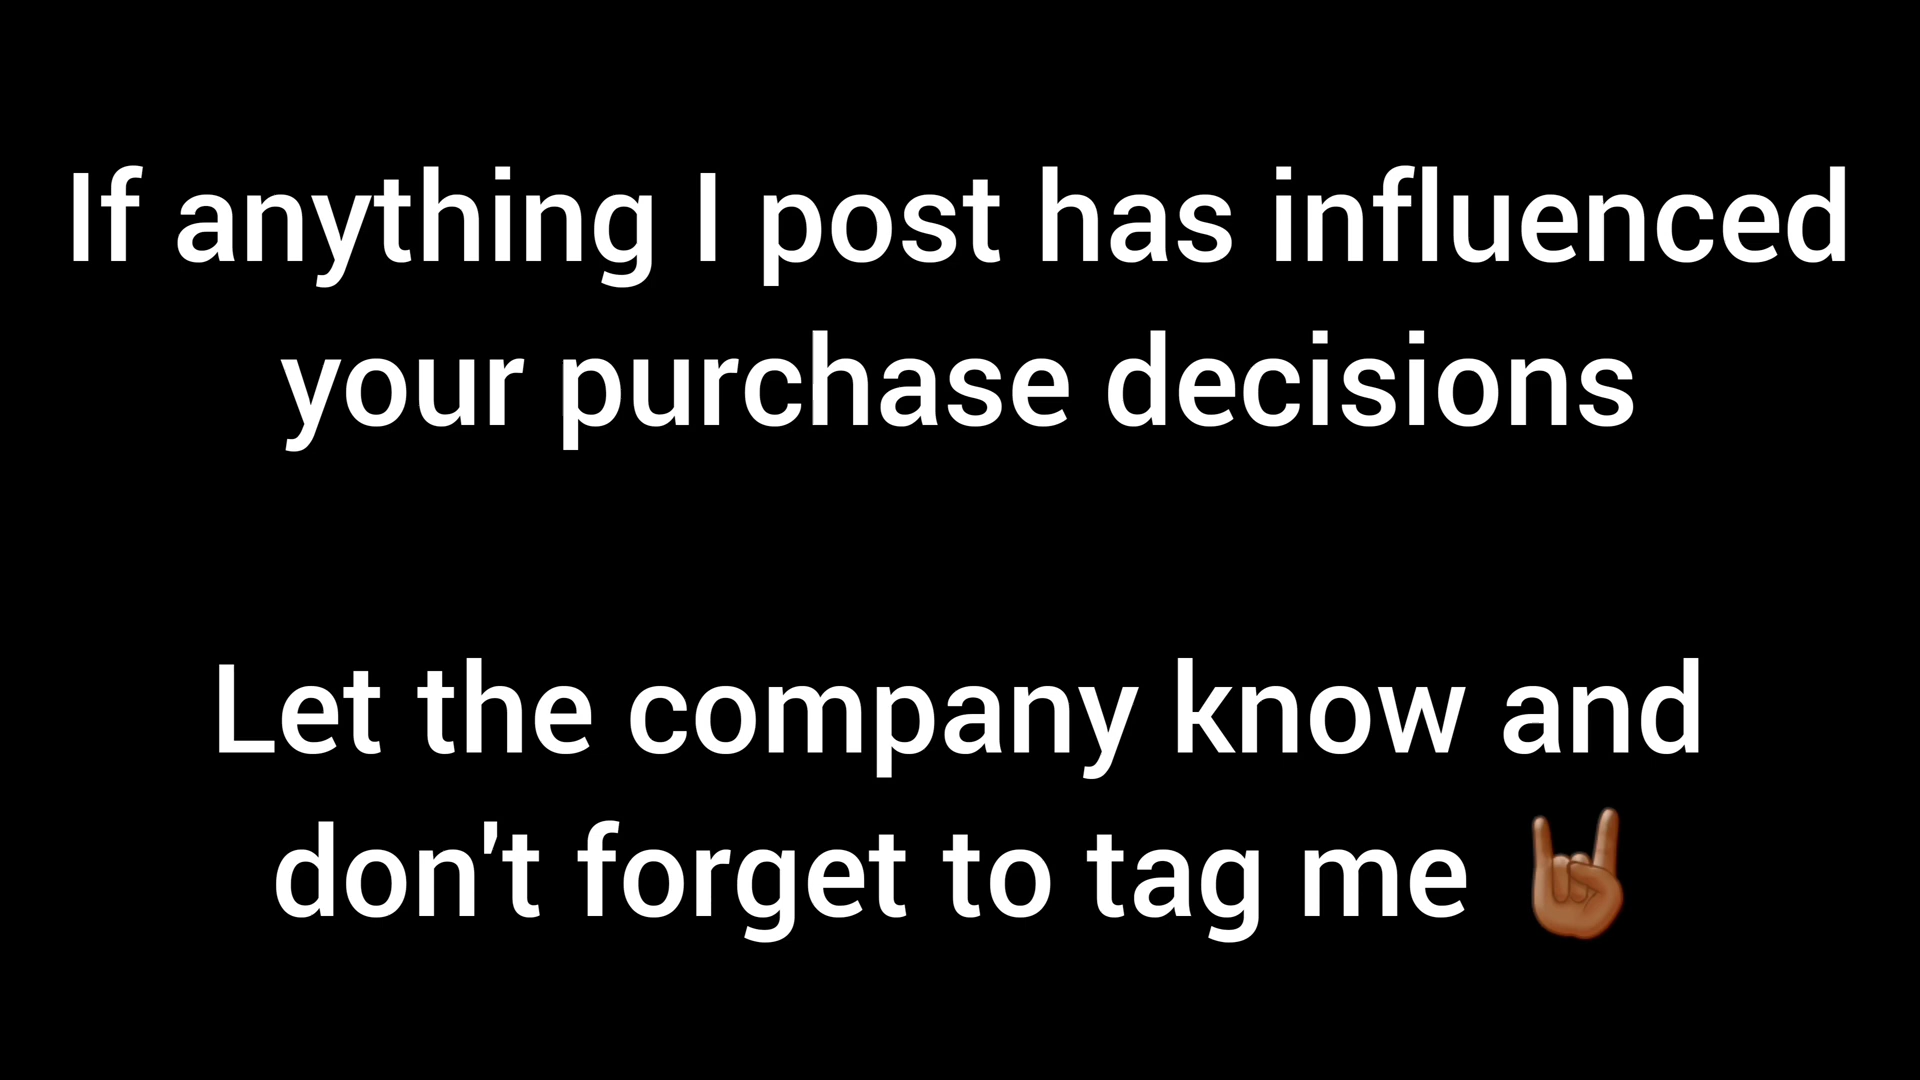 If anything I post has influenced
your purchase decisions
Let the company know and
don't forget to tag me 🤘🏾